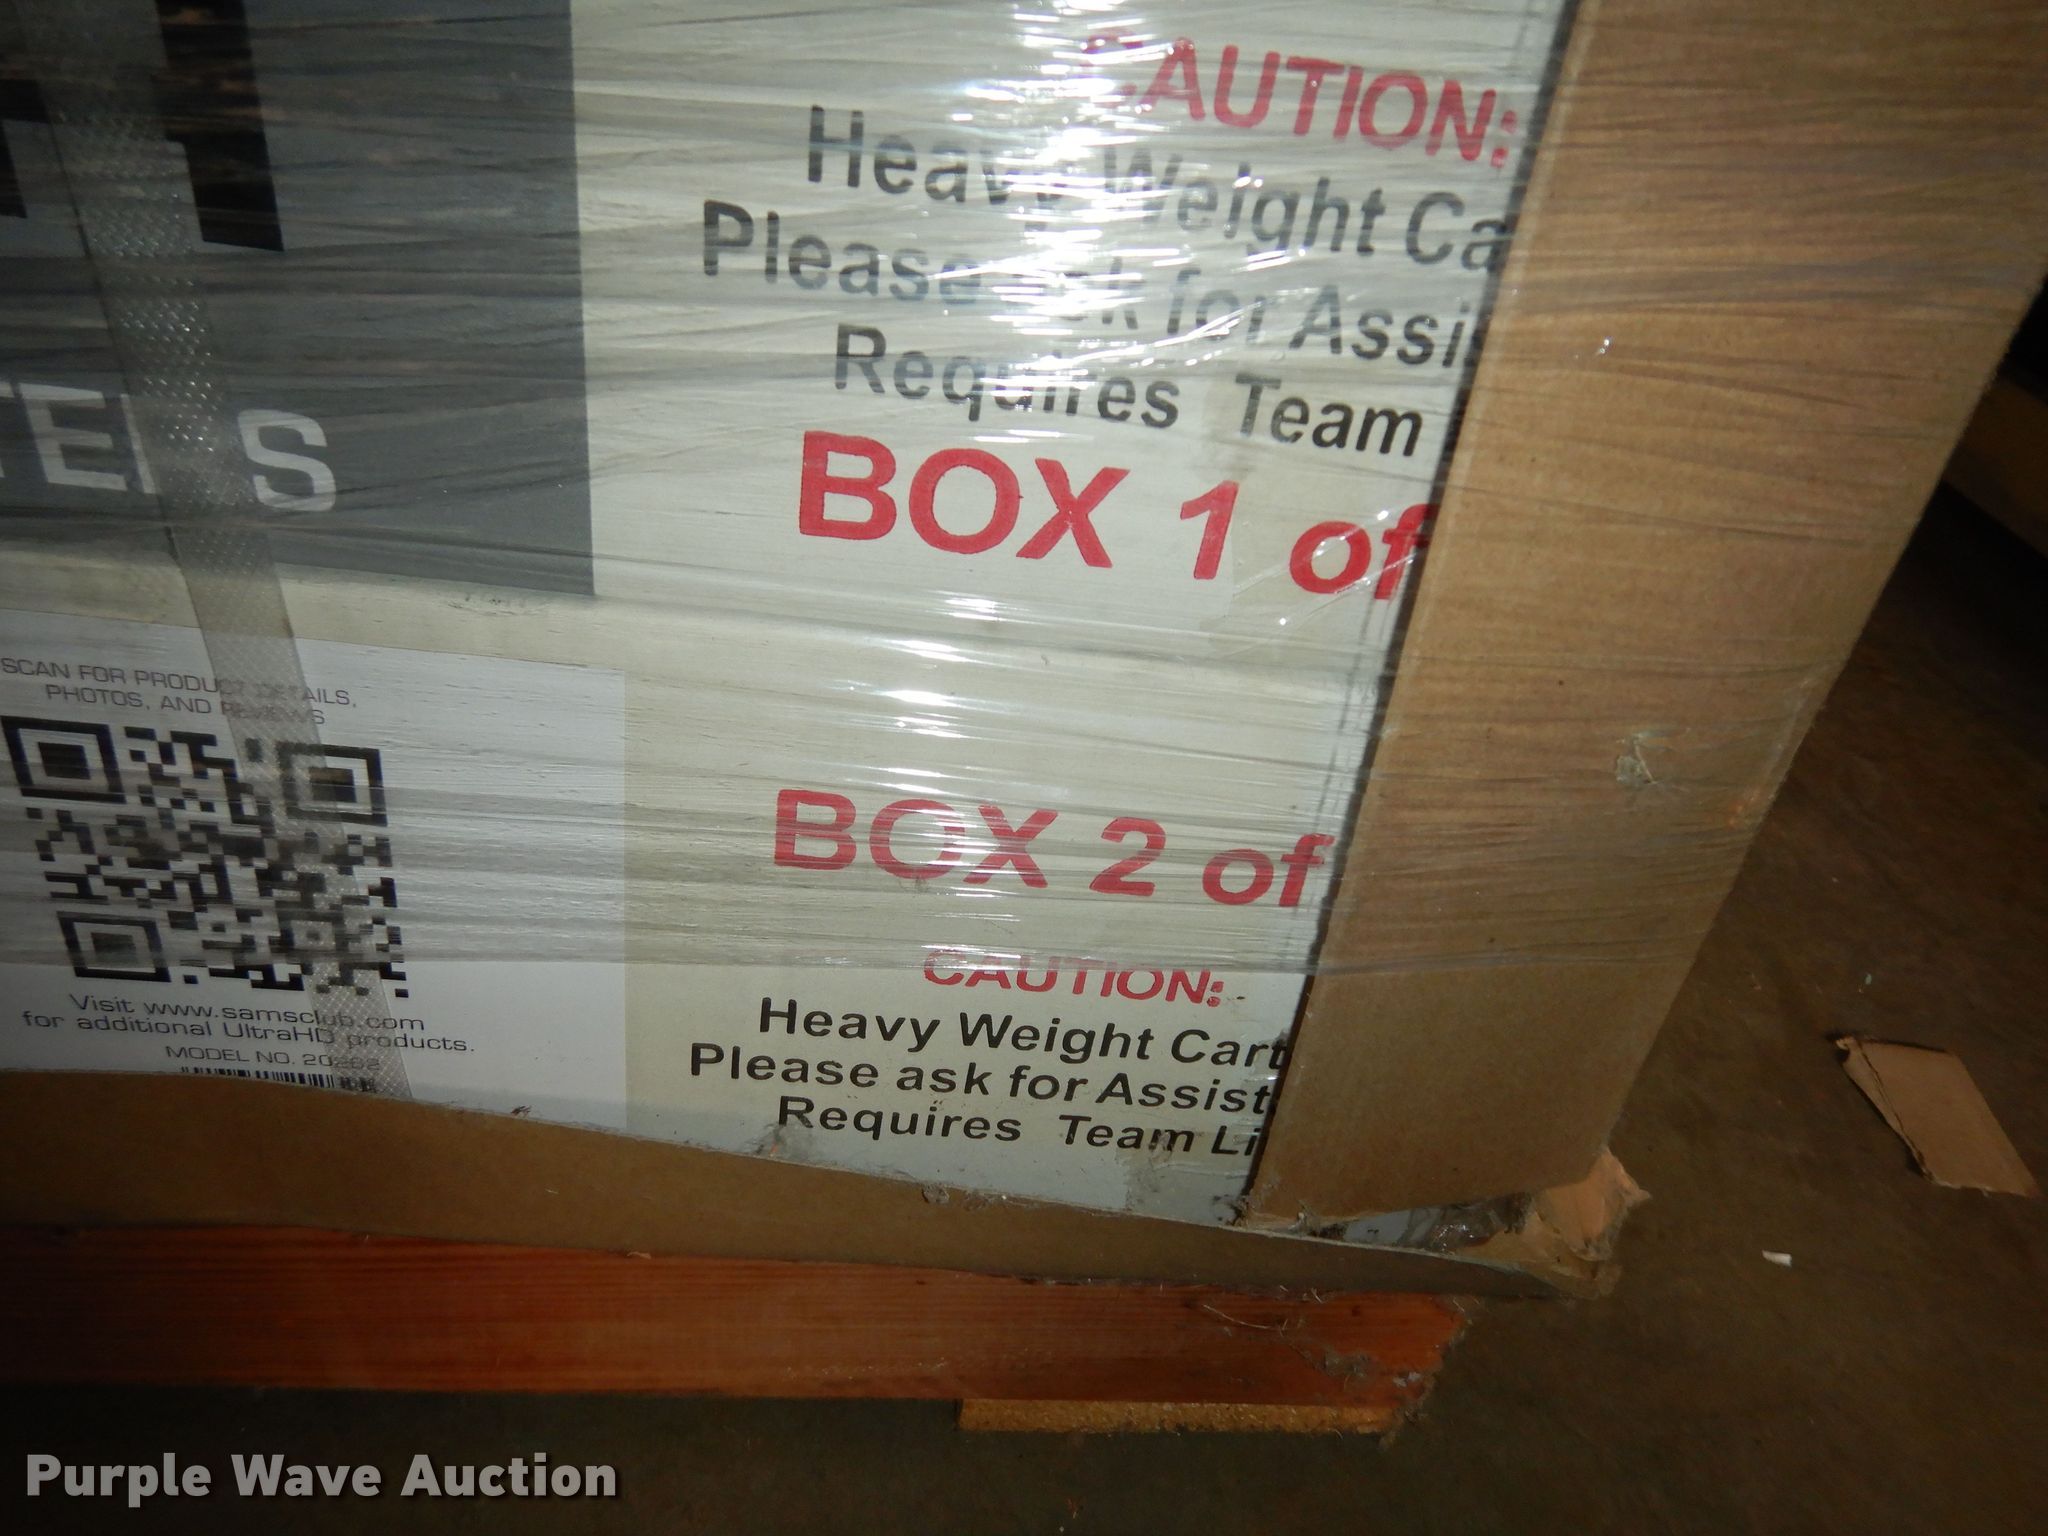 CAUTION:
Heavy Weight Ca
Please ask for Assi
Requires Team
BOX 1 of
S
SCAN FOR PRODUCT DETAILS,
PHOTOS, AND REVIEWS
BOX 2 of
CAUTION:
Heavy Weight Cart
Please ask for Assist
Requires Team Li
Visit www.samsclub.com
for additional UltraHD products.
MODEL NO. 20262
Purple Wave Auction